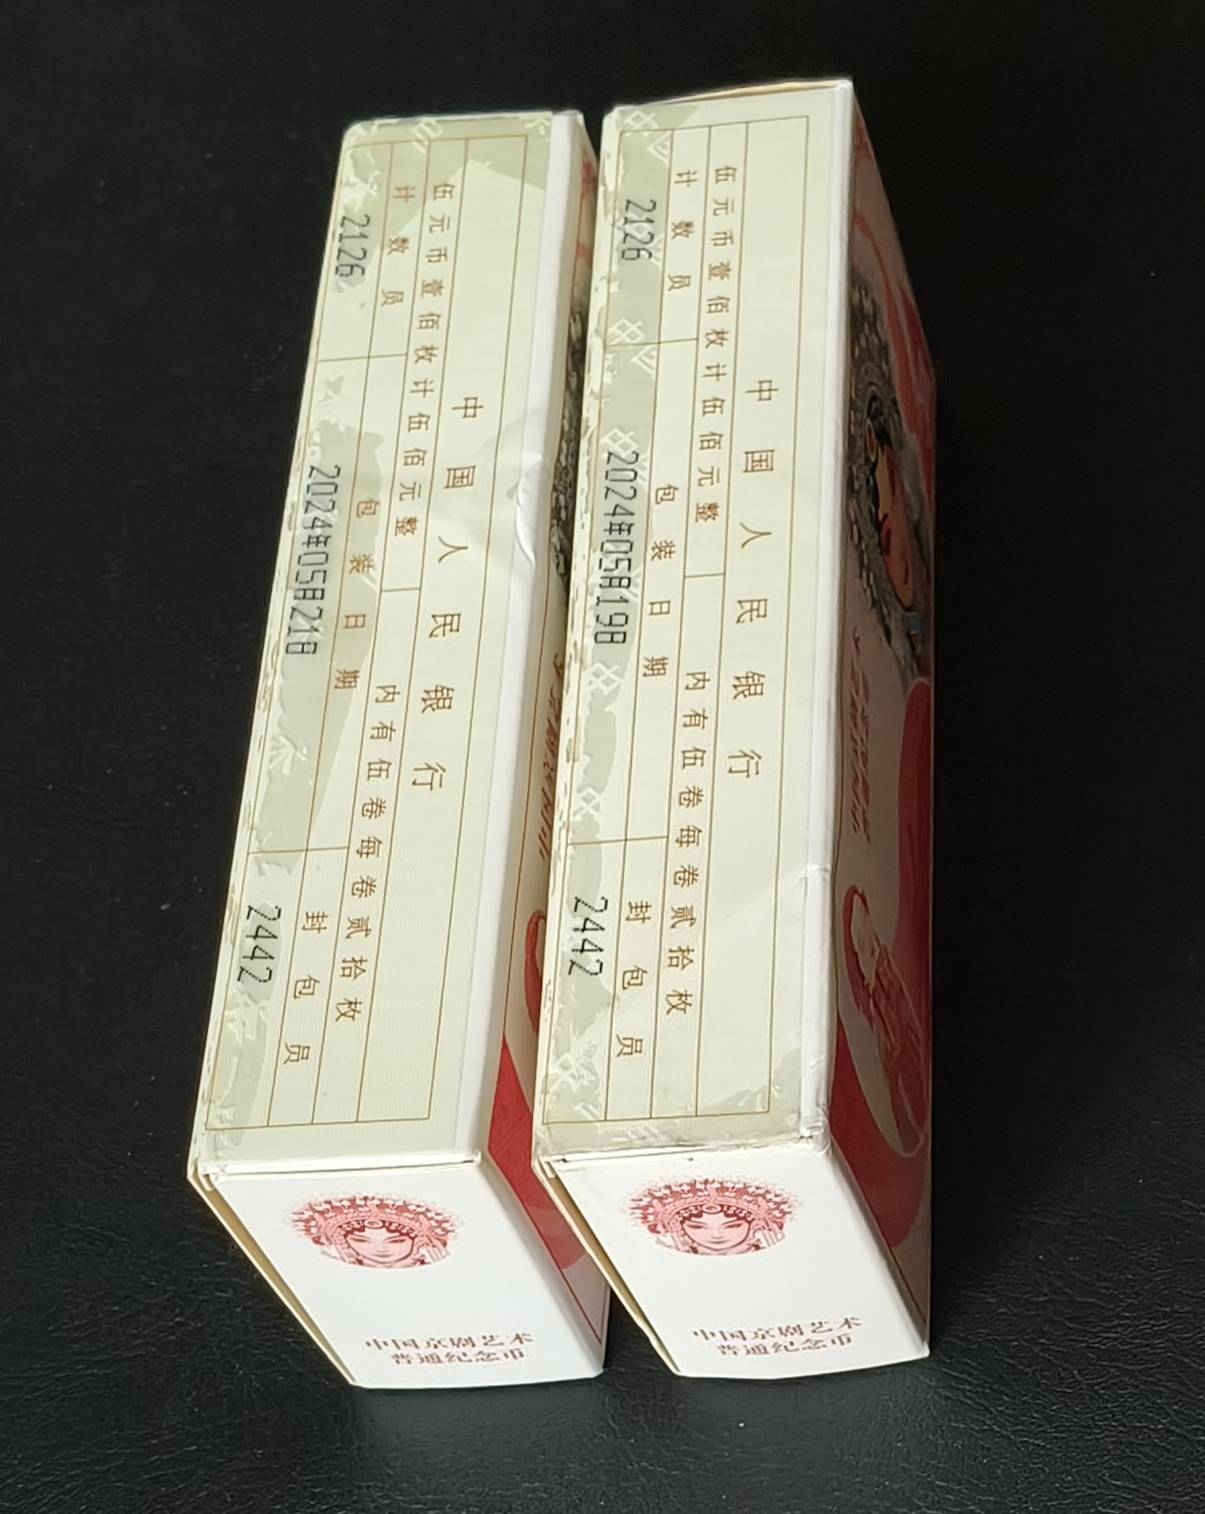 中国人民银行
伍元币壹佰枚计伍佰元整
内有伍卷每卷贰拾枚
计数员
包装日期
封包员
2126
2024年05月21日
2442
中国京剧艺术
普通纪念币
中国人民银行
伍元币壹佰枚计伍佰元整
内有伍卷每卷贰拾枚
计数员
包装日期
封包员
2126
2024年05月19日
2442
中国京剧艺术
普通纪念币